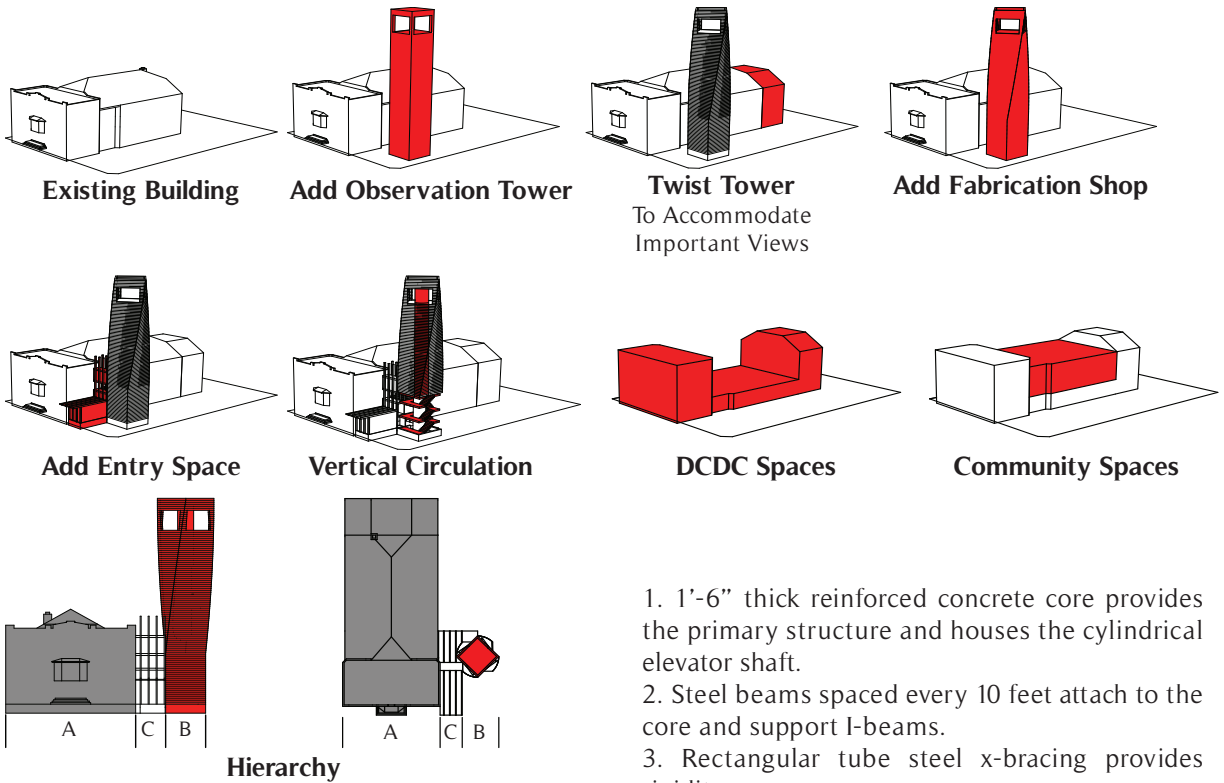 Existing Building
Add Observation Tower
Twist Tower
To Accommodate
Important Views
Add Fabrication Shop
Add Entry Space
Vertical Circulation
DCDC Spaces
Community Spaces
A C B
A C B
Hierarchy
1. 1’-6” thick reinforced concrete core provides
the primary structure and houses the cylindrical
elevator shaft.
2. Steel beams spaced every 10 feet attach to the
core and support I-beams.
3. Rectangular tube steel x-bracing provides